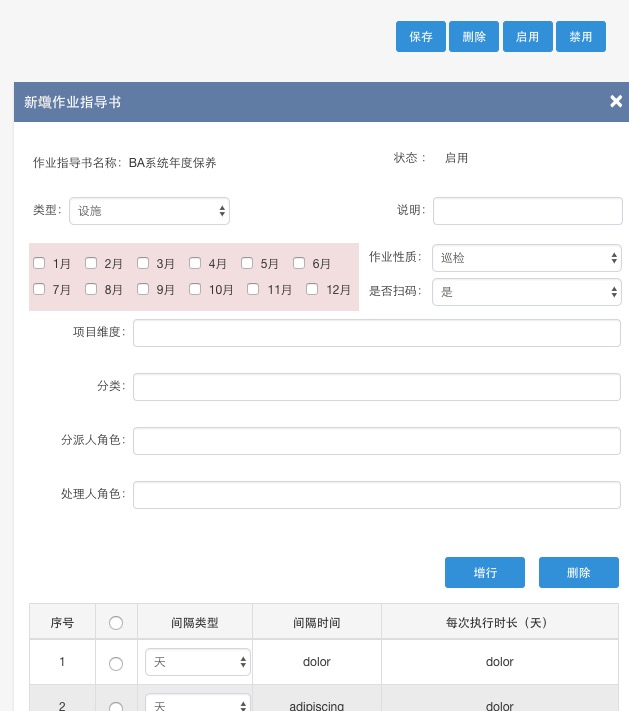 保存 删除 启用 禁用
新增作业指导书
作业指导书名称: BA系统年度保养 状态： 启用
类型: 设施 说明:
1月 2月 3月 4月 5月 6月 作业性质: 巡检
7月 8月 9月 10月 11月 12月 是否扫码: 是
项目维度:
分类:
分派人角色:
处理人角色:
增行 删除
序号 间隔类型 间隔时间 每次执行时长（天）
1 天 dolor dolor
2 天 adipiscing dolor